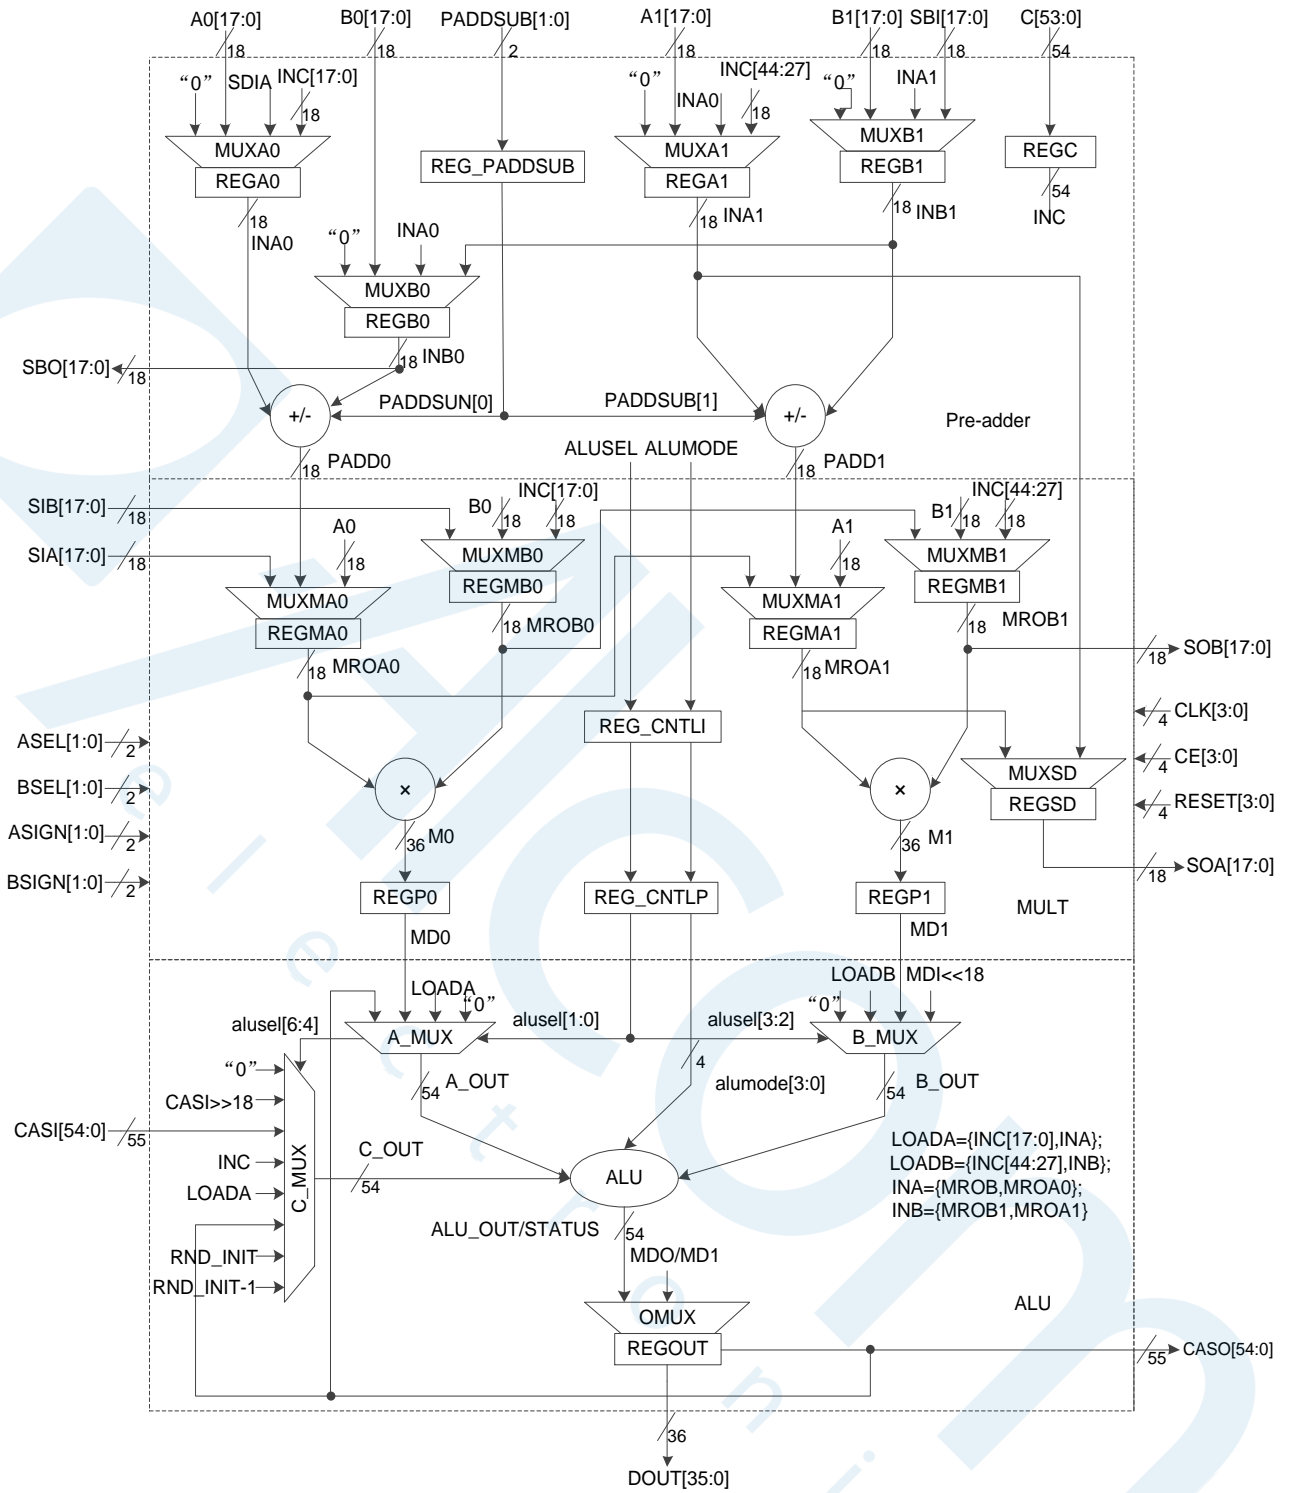 A0[17:0] B0[17:0] PADDSUB[1:0] A1[17:0] B1[17:0] SBI[17:0] C[53:0]
18 18 2 18 18 18 54
“0” SDIA INC[17:0] “0” INA0 INC[44:27] “0” INA1
18 18
MUXA0 MUXA1 MUXB1 REGC
REGA0 REG_PADDSUB REGA1 REGB1
18 INA0 18 INA1 18 INB1 54 INC
“0” INA0
MUXB0
REGB0
SBO[17:0] 18 18 INB0
+/- PADDSUN[0] PADDSUB[1] +/- Pre-adder
18 PADD0 ALUSEL ALUMODE 18 PADD1
SIB[17:0] 18 B0 18 INC[17:0] 18 B1 18 INC[44:27] 18
SIA[17:0] 18 A0 18 MUXMB0 A1 18 MUXMB1
MUXMA0 REGMB0 MUXMA1 REGMB1
REGMA0 18 MROB0 REGMA1 18 MROB1
18 MROA0 18 MROA1 18 SOB[17:0]
REG_CNTLI 4 CLK[3:0]
ASEL[1:0] 2 4 CE[3:0]
BSEL[1:0] 2 × × MUXSD
REGSD 4 RESET[3:0]
ASIGN[1:0] 2 36 M0 36 M1
BSIGN[1:0] 2 18 SOA[17:0]
REGP0 REG_CNTLP REGP1 MULT
MD0 MD1
LOADA “0” “0” LOADB MDI<<18
alusel[6:4] A_MUX alusel[1:0] alusel[3:2] B_MUX
“0” 54 A_OUT 4 alumode[3:0] 54 B_OUT
CASI>>18
CASI[54:0] 55
INC C_MUX C_OUT 54 ALU
LOADA
RND_INIT
RND_INIT-1
LOADA={INC[17:0],INA};
LOADB={INC[44:27],INB};
INA={MROB,MROA0};
INB={MROB1,MROA1}
ALU_OUT/STATUS 54
MDO/MD1
OMUX ALU
REGOUT 55 CASO[54:0]
36
DOUT[35:0]